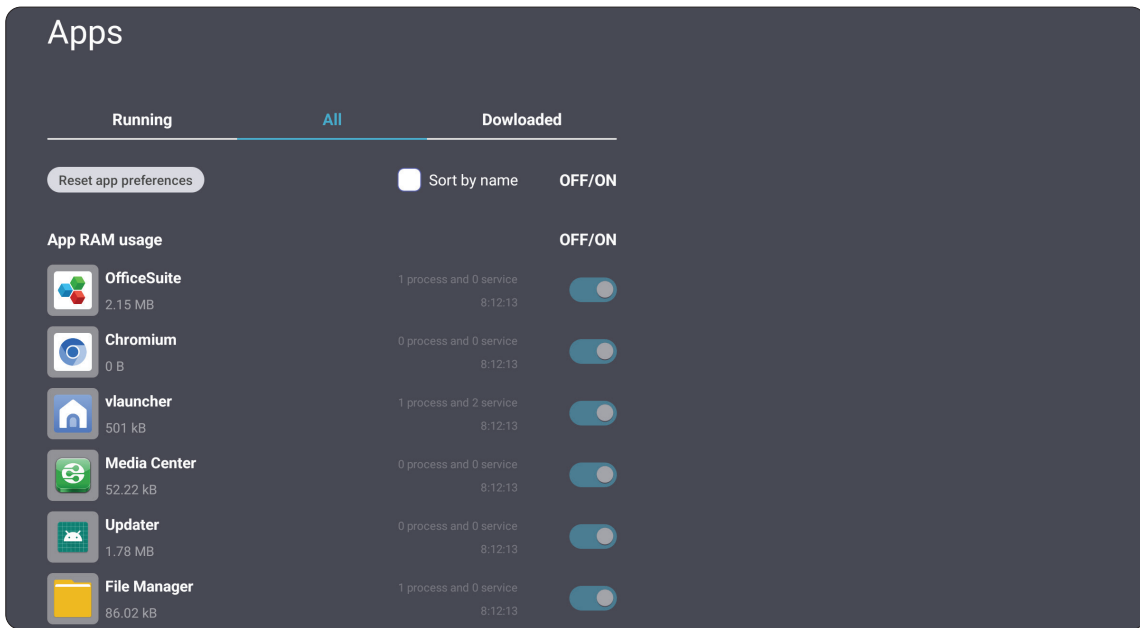 Apps
Running All Dowloaded
Reset app preferences Sort by name OFF/ON
App RAM usage OFF/ON
OfficeSuite 1 process and 0 service
2.15 MB 8:12:13
Chromium 0 process and 0 service
0 B 8:12:13
vlauncher 1 process and 2 service
501 kB 8:12:13
Media Center 0 process and 0 service
52.22 kB 8:12:13
Updater 0 process and 0 service
1.78 MB 8:12:13
File Manager 1 process and 0 service
86.02 kB 8:12:13